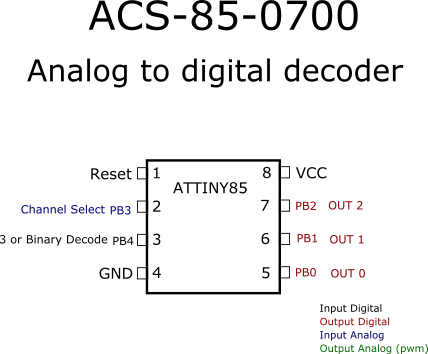 ACS-85-0700
Analog to digital decoder
Reset 1 8 VCC
ATTINY85
Channel Select PB3 2 7 PB2 OUT 2
3 or Binary Decode PB4 3 6 PB1 OUT 1
GND 4 5 PB0 OUT 0
Input Digital
Output Digital
Input Analog
Output Analog (pwm)